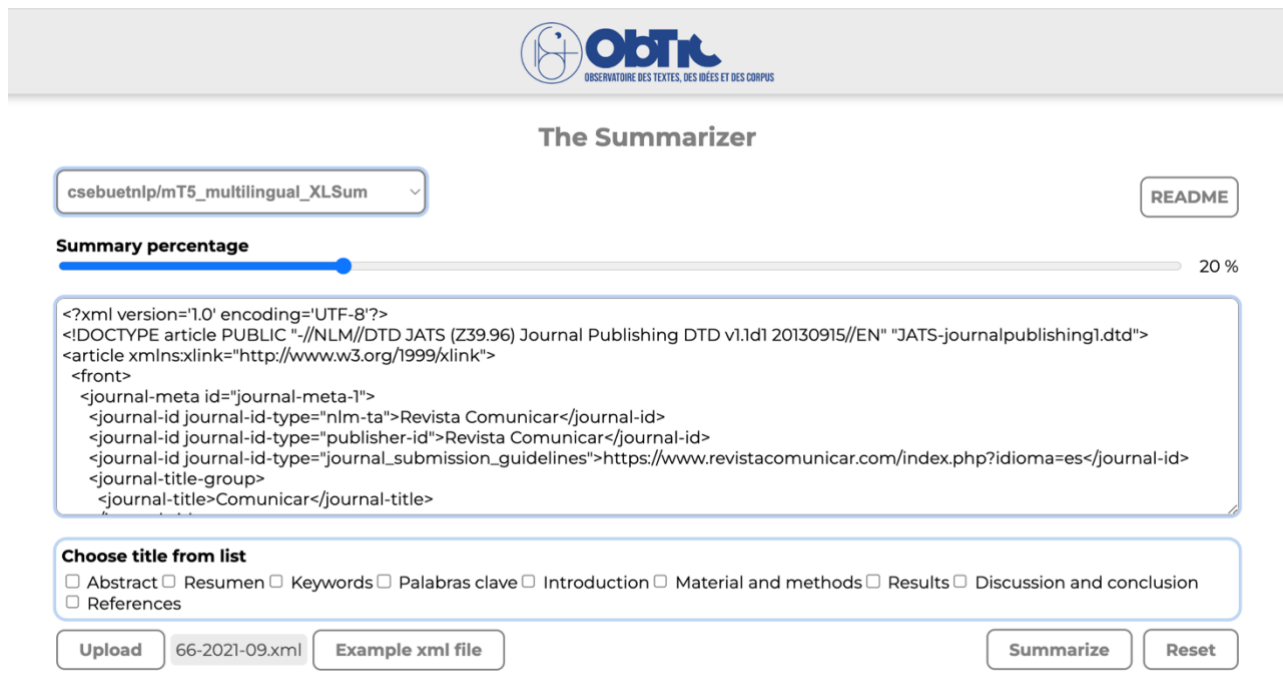 ObTIC
OBSERVATOIRE DES TEXTES, DES IDÉES ET DES CORPUS
The Summarizer
csebuetnlp/mT5_multilingual_XLSum
README
Summary percentage
20 %
<?xml version='1.0' encoding='UTF-8'?>
<!DOCTYPE article PUBLIC "-//NLM//DTD JATS (Z39.96) Journal Publishing DTD v1.1d1 20130915//EN" "JATS-journalpublishing1.dtd">
<article xmlns:xlink="http://www.w3.org/1999/xlink">
<front>
<journal-meta id="journal-meta-1">
<journal-id journal-id-type="nlm-ta">Revista Comunicar</journal-id>
<journal-id journal-id-type="publisher-id">Revista Comunicar</journal-id>
<journal-id journal-id-type="journal_submission_guidelines">https://www.revistacomunicar.com/index.php?idioma=es</journal-id>
<journal-title-group>
<journal-title>Comunicar</journal-title>
Choose title from list
Abstract Resumen Keywords Palabras clave Introduction Material and methods Results Discussion and conclusion
References
Upload 66-2021-09.xml Example xml file Summarize Reset